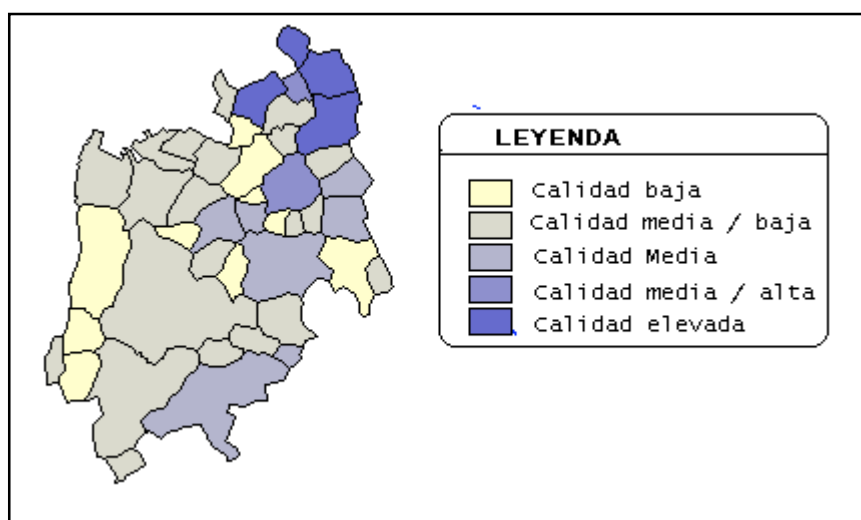 LEYENDA
Calidad baja
Calidad media / baja
Calidad Media
Calidad media / alta
Calidad elevada